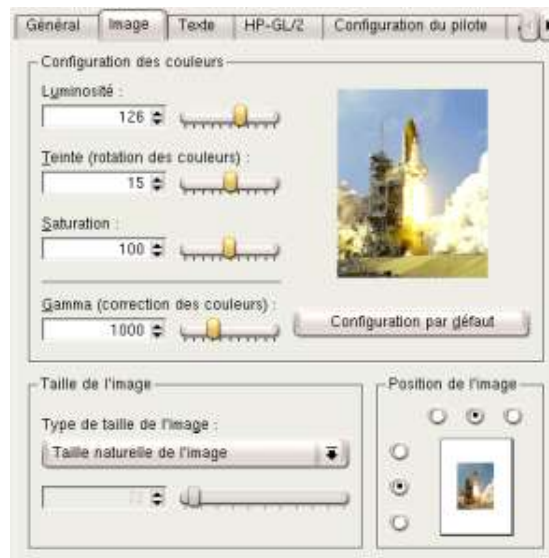 Général Image Texte HP-GL/2 Configuration du pilote
Configuration des couleurs
Luminosité :
126
Teinte (rotation des couleurs) :
15
Saturation :
100
Gamma (correction des couleurs) :
1000
Configuration par défaut
Taille de l'image
Position de l'image
Type de taille de l'image :
Taille naturelle de l'image